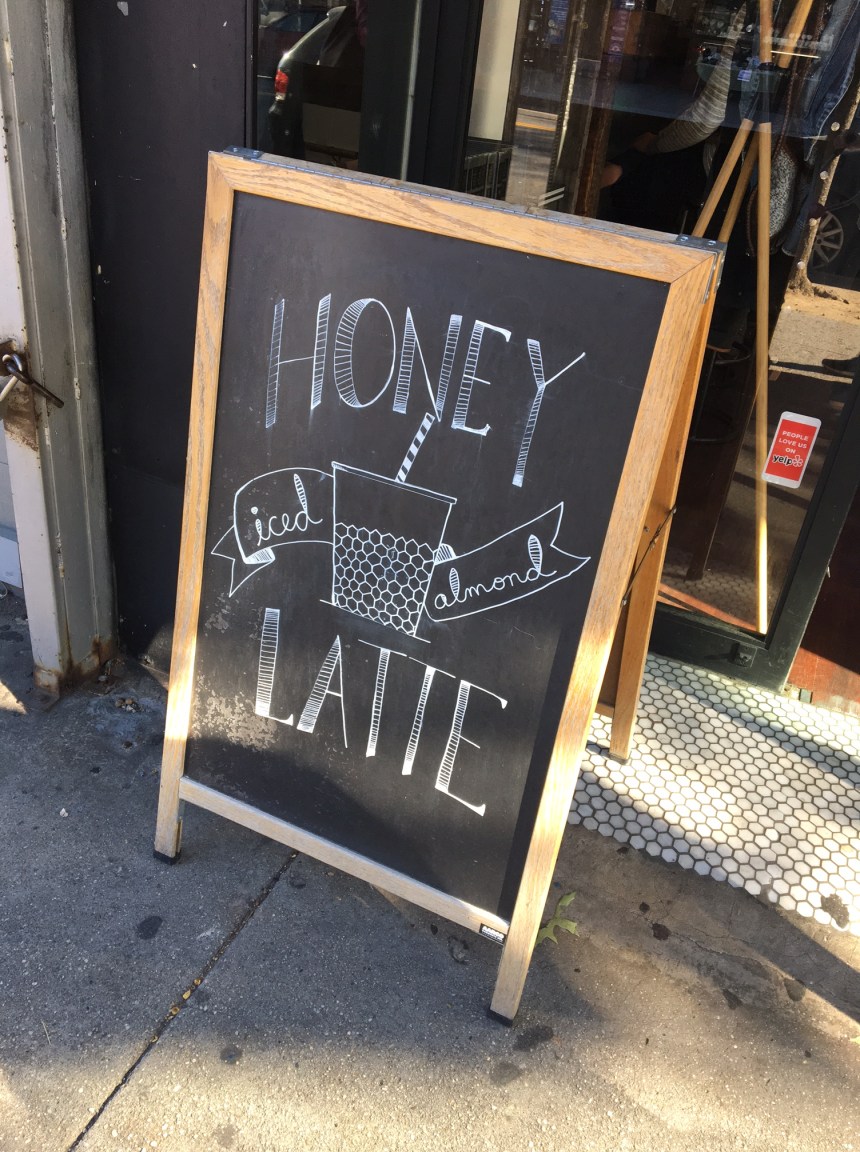 HONEY
iced
almond
LATTE
PEOPLE
LOVE US
ON
yelp